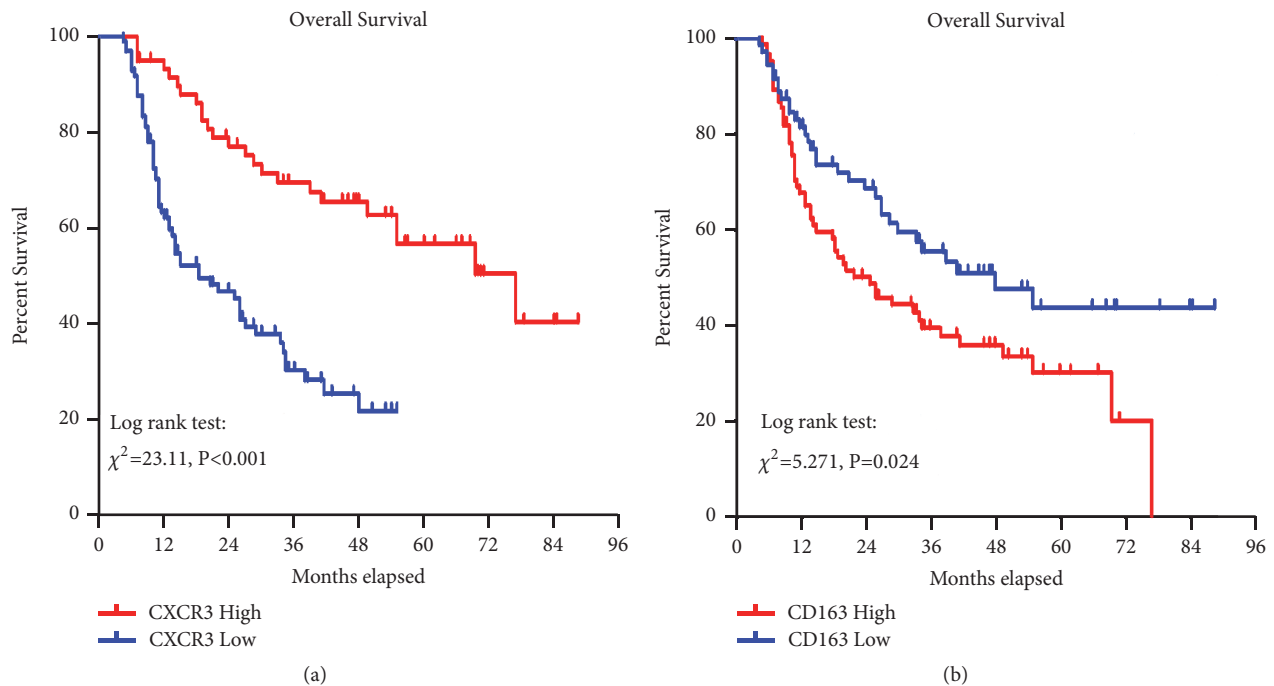 Overall Survival
100
80
60
40
20
0
Percent Survival
Log rank test:
χ²=23.11, P<0.001
0 12 24 36 48 60 72 84 96
Months elapsed
CXCR3 High
CXCR3 Low
(a)
Overall Survival
100
80
60
40
20
0
Percent Survival
Log rank test:
χ²=5.271, P=0.024
0 12 24 36 48 60 72 84 96
Months elapsed
CD163 High
CD163 Low
(b)